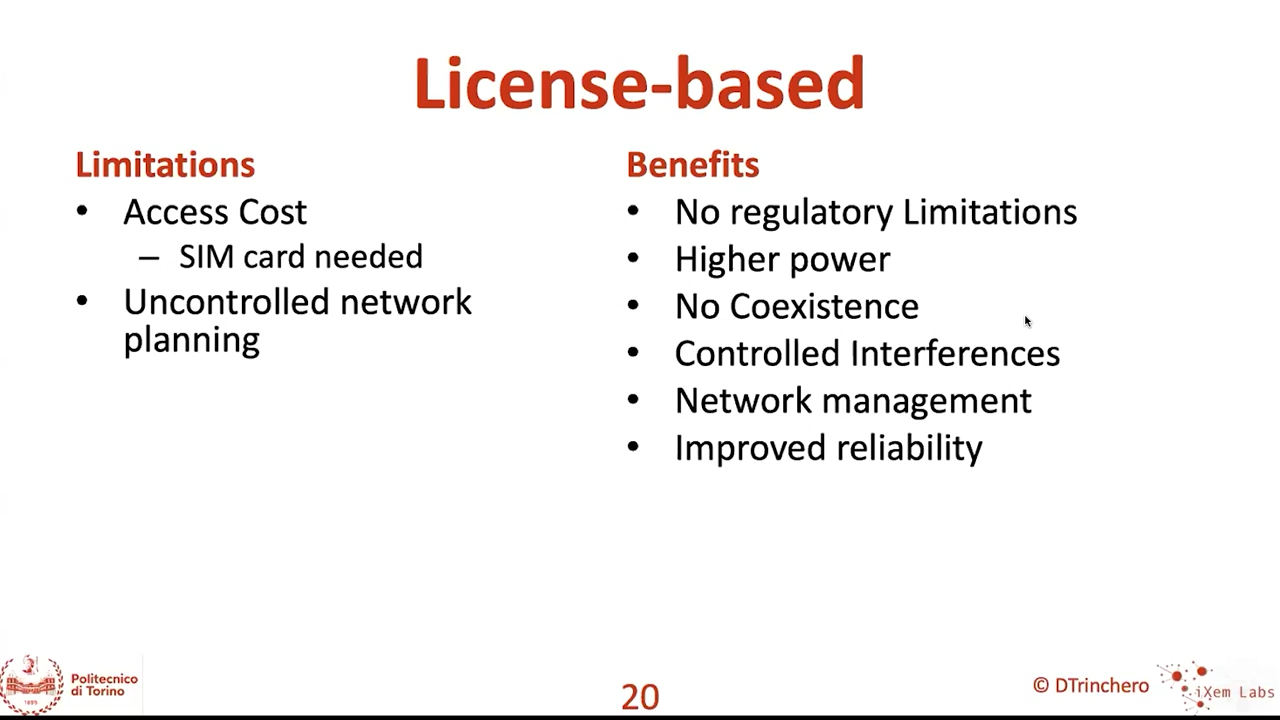 License-based
Limitations
• Access Cost
– SIM card needed
• Uncontrolled network
planning
Benefits
• No regulatory Limitations
• Higher power
• No Coexistence
• Controlled Interferences
• Network management
• Improved reliability
Politecnico
di Torino
1859
20
© DTrinchero
iXem Labs